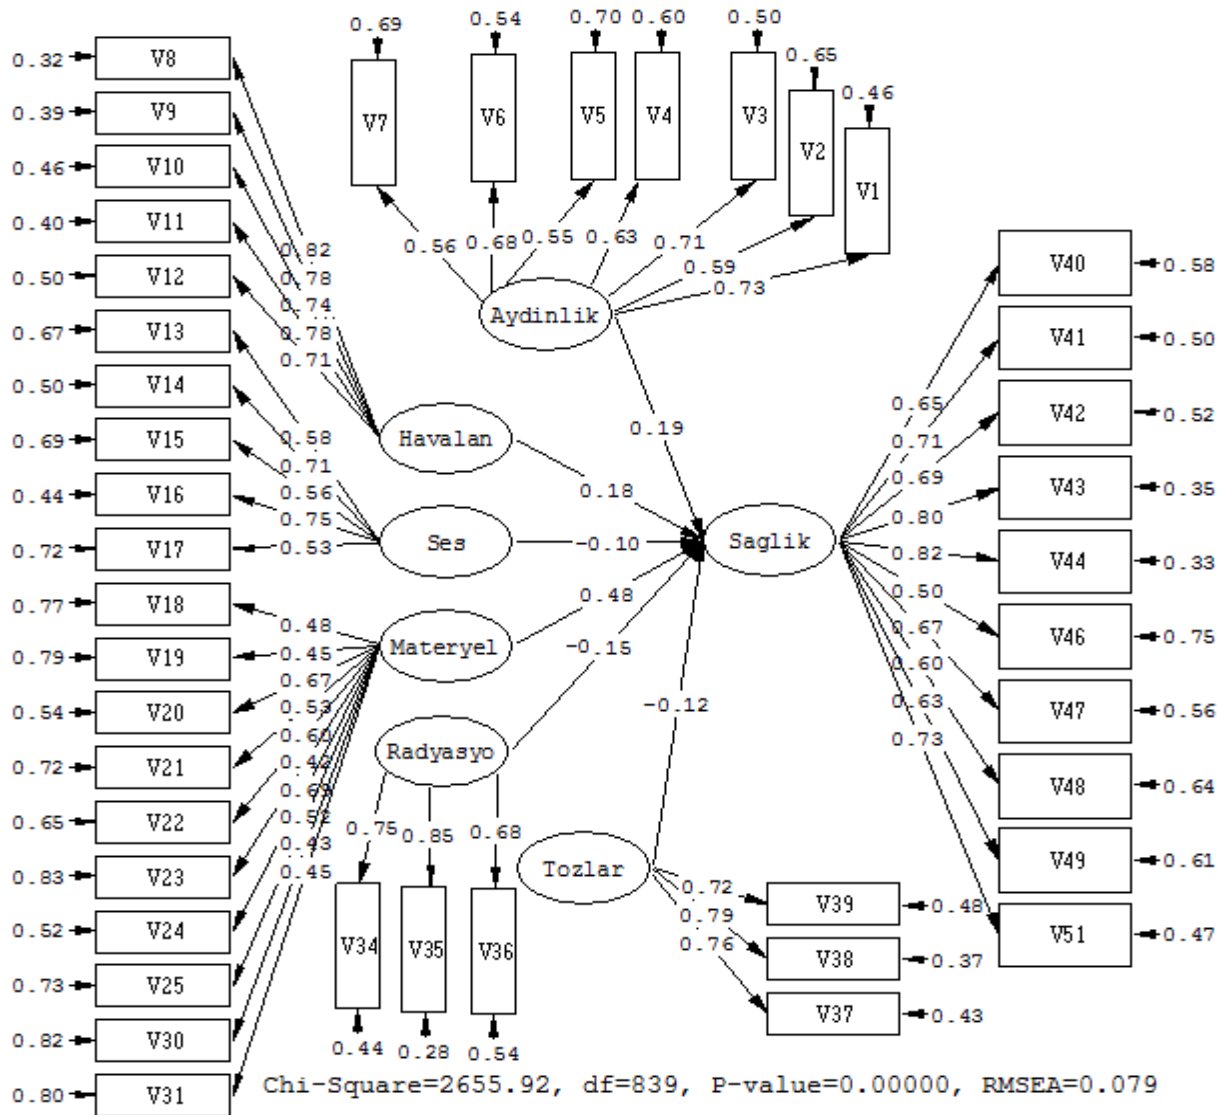 0.69
0.54
0.70
0.60
0.50
0.65
0.46
V7
V6
V5
V4
V3
V2
V1
0.56
0.68
0.55
0.63
0.71
0.59
0.73
Aydinlik
0.32 V8
0.39 V9
0.46 V10
0.40 V11
0.50 V12
0.67 V13
0.50 V14
0.69 V15
0.44 V16
0.72 V17
0.77 V18
0.79 V19
0.54 V20
0.72 V21
0.65 V22
0.83 V23
0.52 V24
0.73 V25
0.82 V30
0.80 V31
0.82
0.78
0.74
0.78
0.71
Havalan
0.58
0.71
0.56
0.75
0.53
Ses
0.48
0.45
0.67
0.53
0.60
0.42
0.69
0.52
0.43
0.45
Materyel
Radyasyo
0.75
0.85
0.68
V34
V35
V36
0.44
0.28
0.54
Tozlar
0.72
0.79
0.76
V39 0.48
V38 0.37
V37 0.43
0.19
0.18
-0.10
0.48
-0.15
-0.12
Saglik
0.65
0.71
0.69
0.80
0.82
0.50
0.67
0.60
0.63
0.73
V40 0.58
V41 0.50
V42 0.52
V43 0.35
V44 0.33
V46 0.75
V47 0.56
V48 0.64
V49 0.61
V51 0.47
Chi-Square=2655.92, df=839, P-value=0.00000, RMSEA=0.079